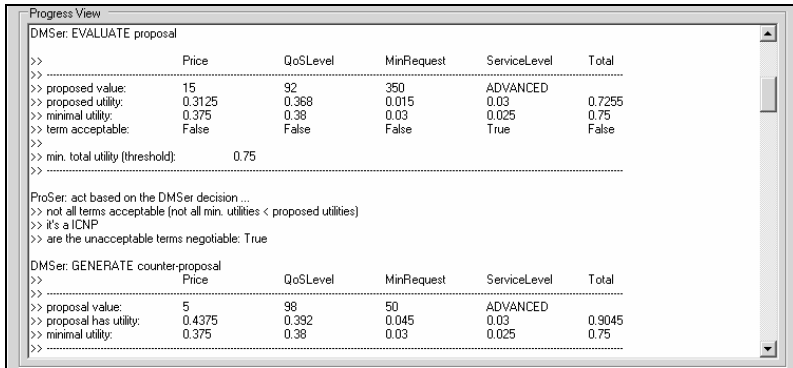 Progress View
DMSer: EVALUATE proposal
>> Price QoSLevel MinRequest ServiceLevel Total
>> ----------------------------------------------------------------
>> proposed value: 15 92 350 ADVANCED
>> proposed utility: 0.3125 0.368 0.015 0.03 0.7255
>> minimal utility: 0.375 0.38 0.03 0.025 0.75
>> term acceptable: False False False True False
>>
>> min. total utility (threshold): 0.75
>> ----------------------------------------------------------------
ProSer: act based on the DMSer decision ...
>> not all terms acceptable (not all min. utilities < proposed utilities)
>> it's a ICNP
>> are the unacceptable terms negotiable: True
DMSer: GENERATE counter-proposal
>> Price QoSLevel MinRequest ServiceLevel Total
>> ----------------------------------------------------------------
>> proposal value: 5 98 50 ADVANCED
>> proposal has utility: 0.4375 0.392 0.045 0.03 0.9045
>> minimal utility: 0.375 0.38 0.03 0.025 0.75
>> ----------------------------------------------------------------